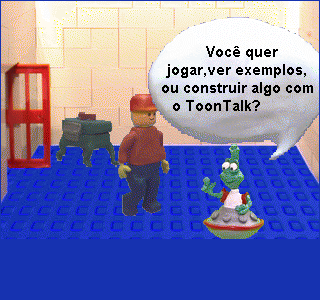 Você quer
jogar,ver exemplos,
ou construir algo com
o ToonTalk?